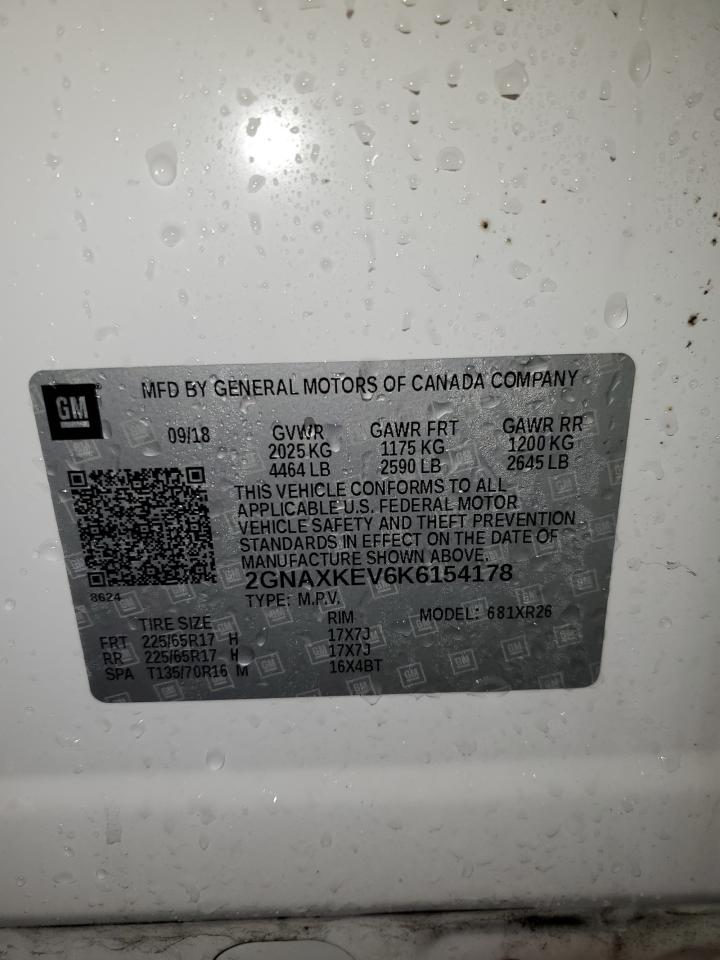 GM
MFD BY GENERAL MOTORS OF CANADA COMPANY
09/18 GVWR GAWR FRT GAWR RR
2025 KG 1175 KG 1200 KG
4464 LB 2590 LB 2645 LB
THIS VEHICLE CONFORMS TO ALL
APPLICABLE U.S. FEDERAL MOTOR
VEHICLE SAFETY AND THEFT PREVENTION
STANDARDS IN EFFECT ON THE DATE OF
MANUFACTURE SHOWN ABOVE.
2GNAXKEV6K6154178
8624
TYPE: M.P.V. MODEL: 681XR26
TIRE SIZE RIM
FRT 225/65R17 H 17X7J
RR 225/65R17 H 17X7J
SPA T135/70R16 M 16X4BT